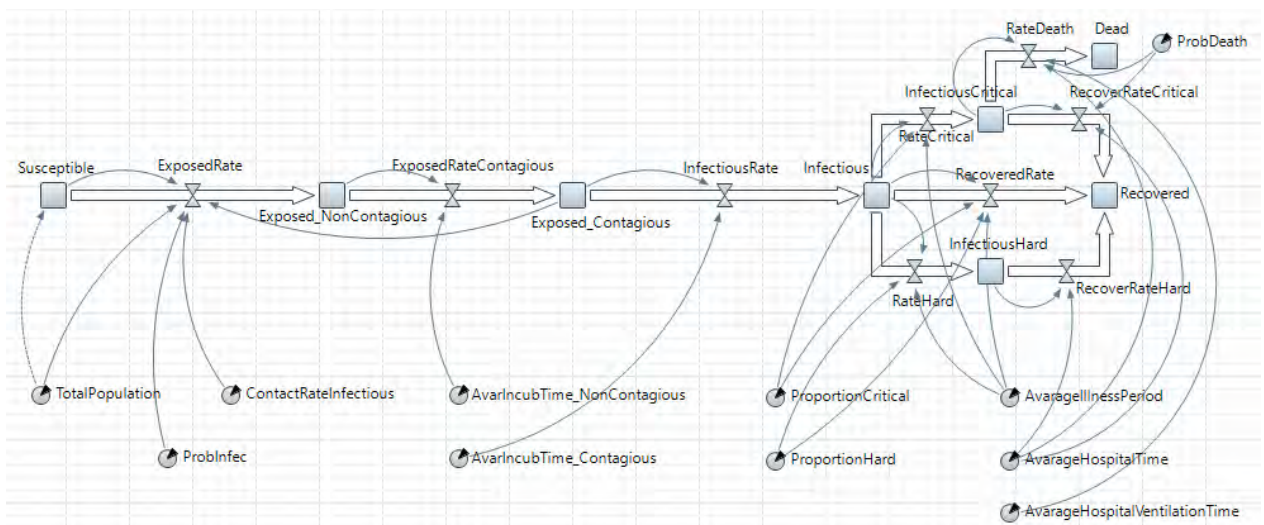 RateDeath
Dead
ProbDeath
InfectiousCritical
RecoverRateCritical
RateCritical
Susceptible
ExposedRate
ExposedRateContagious
InfectiousRate
Infectious
RecoveredRate
Recovered
Exposed_NonContagious
Exposed_Contagious
InfectiousHard
RateHard
RecoverRateHard
TotalPopulation
ContactRateInfectious
AvarIncubTime_NonContagious
ProportionCritical
AvarageIllnessPeriod
ProbInfec
AvarIncubTime_Contagious
ProportionHard
AvarageHospitalTime
AvarageHospitalVentilationTime